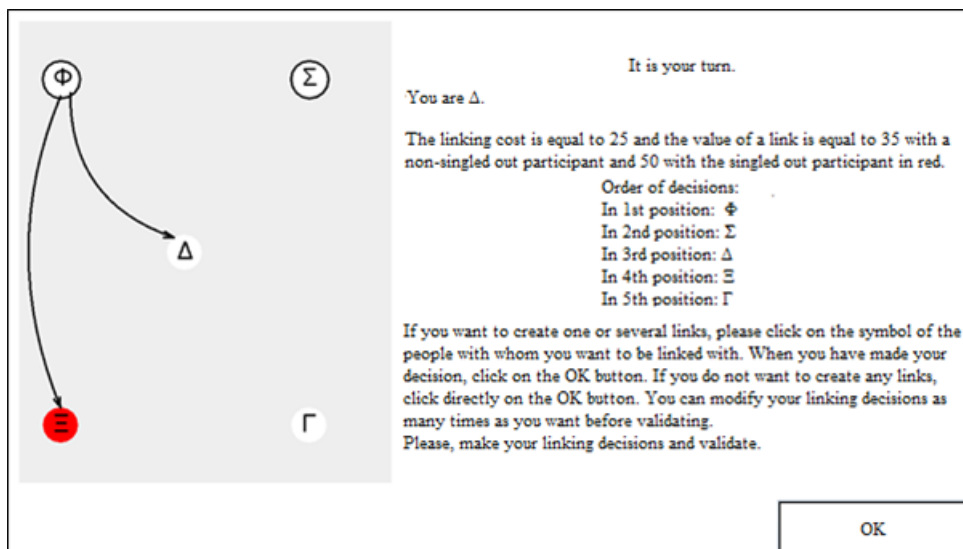 Φ
Σ
Δ
Ξ
Γ
It is your turn.
You are Δ.
The linking cost is equal to 25 and the value of a link is equal to 35 with a
non-singled out participant and 50 with the singled out participant in red.
Order of decisions:
In 1st position: Φ
In 2nd position: Σ
In 3rd position: Δ
In 4th position: Ξ
In 5th position: Γ
If you want to create one or several links, please click on the symbol of the
people with whom you want to be linked with. When you have made your
decision, click on the OK button. If you do not want to create any links,
click directly on the OK button. You can modify your linking decisions as
many times as you want before validating.
Please, make your linking decisions and validate.
OK